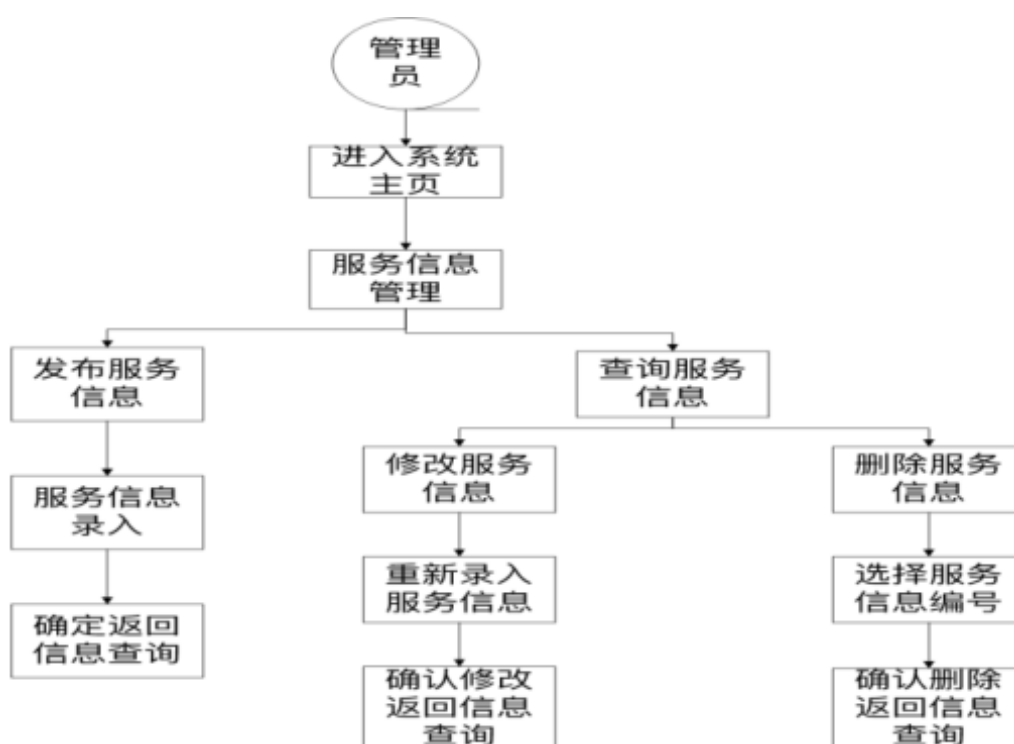 管理
员
进入系统
主页
服务信息
管理
发布服务
信息
查询服务
信息
修改服务
信息
删除服务
信息
服务信息
录入
重新录入
服务信息
选择服务
信息编号
确定返回
信息查询
确认修改
返回信息
查询
确认删除
返回信息
查询